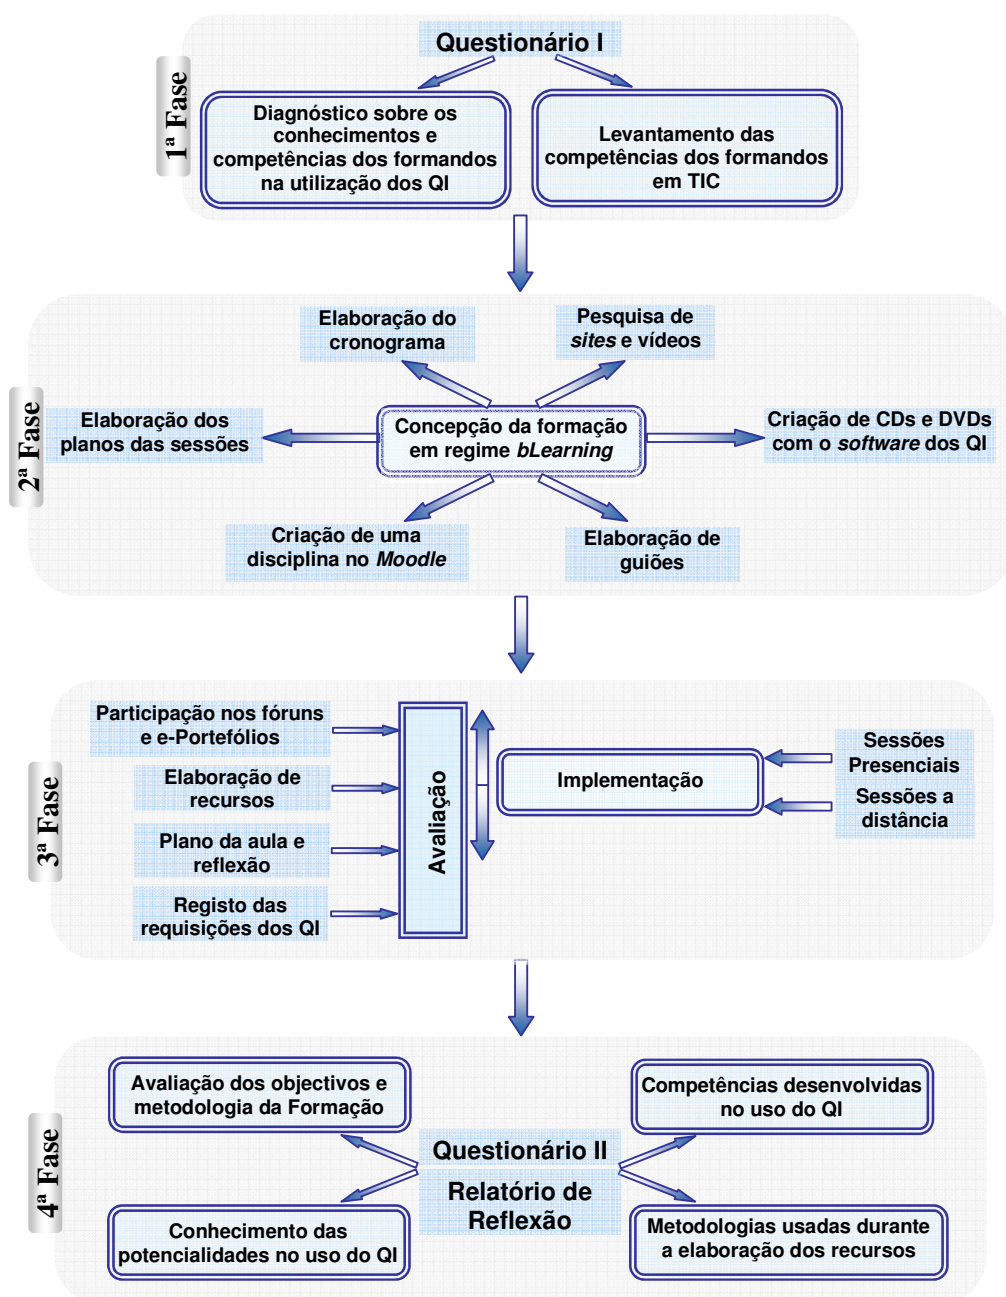 1ª Fase
Questionário I
Diagnóstico sobre os
conhecimentos e
competências dos formandos
na utilização dos QI
Levantamento das
competências dos formandos
em TIC
2ª Fase
Elaboração do
cronograma
Pesquisa de
sites e vídeos
Elaboração dos
planos das sessões
Concepção da formação
em regime bLearning
Criação de CDs e DVDs
com o software dos QI
Criação de uma
disciplina no Moodle
Elaboração de
guiões
3ª Fase
Participação nos fóruns
e e-Portefólios
Elaboração de
recursos
Plano da aula e
reflexão
Registo das
requisições dos QI
Avaliação
Implementação
Sessões
Presenciais
Sessões a
distância
4ª Fase
Avaliação dos objectivos e
metodologia da Formação
Competências desenvolvidas
no uso do QI
Questionário II
Relatório de
Reflexão
Conhecimento das
potencialidades no uso do QI
Metodologias usadas durante
a elaboração dos recursos